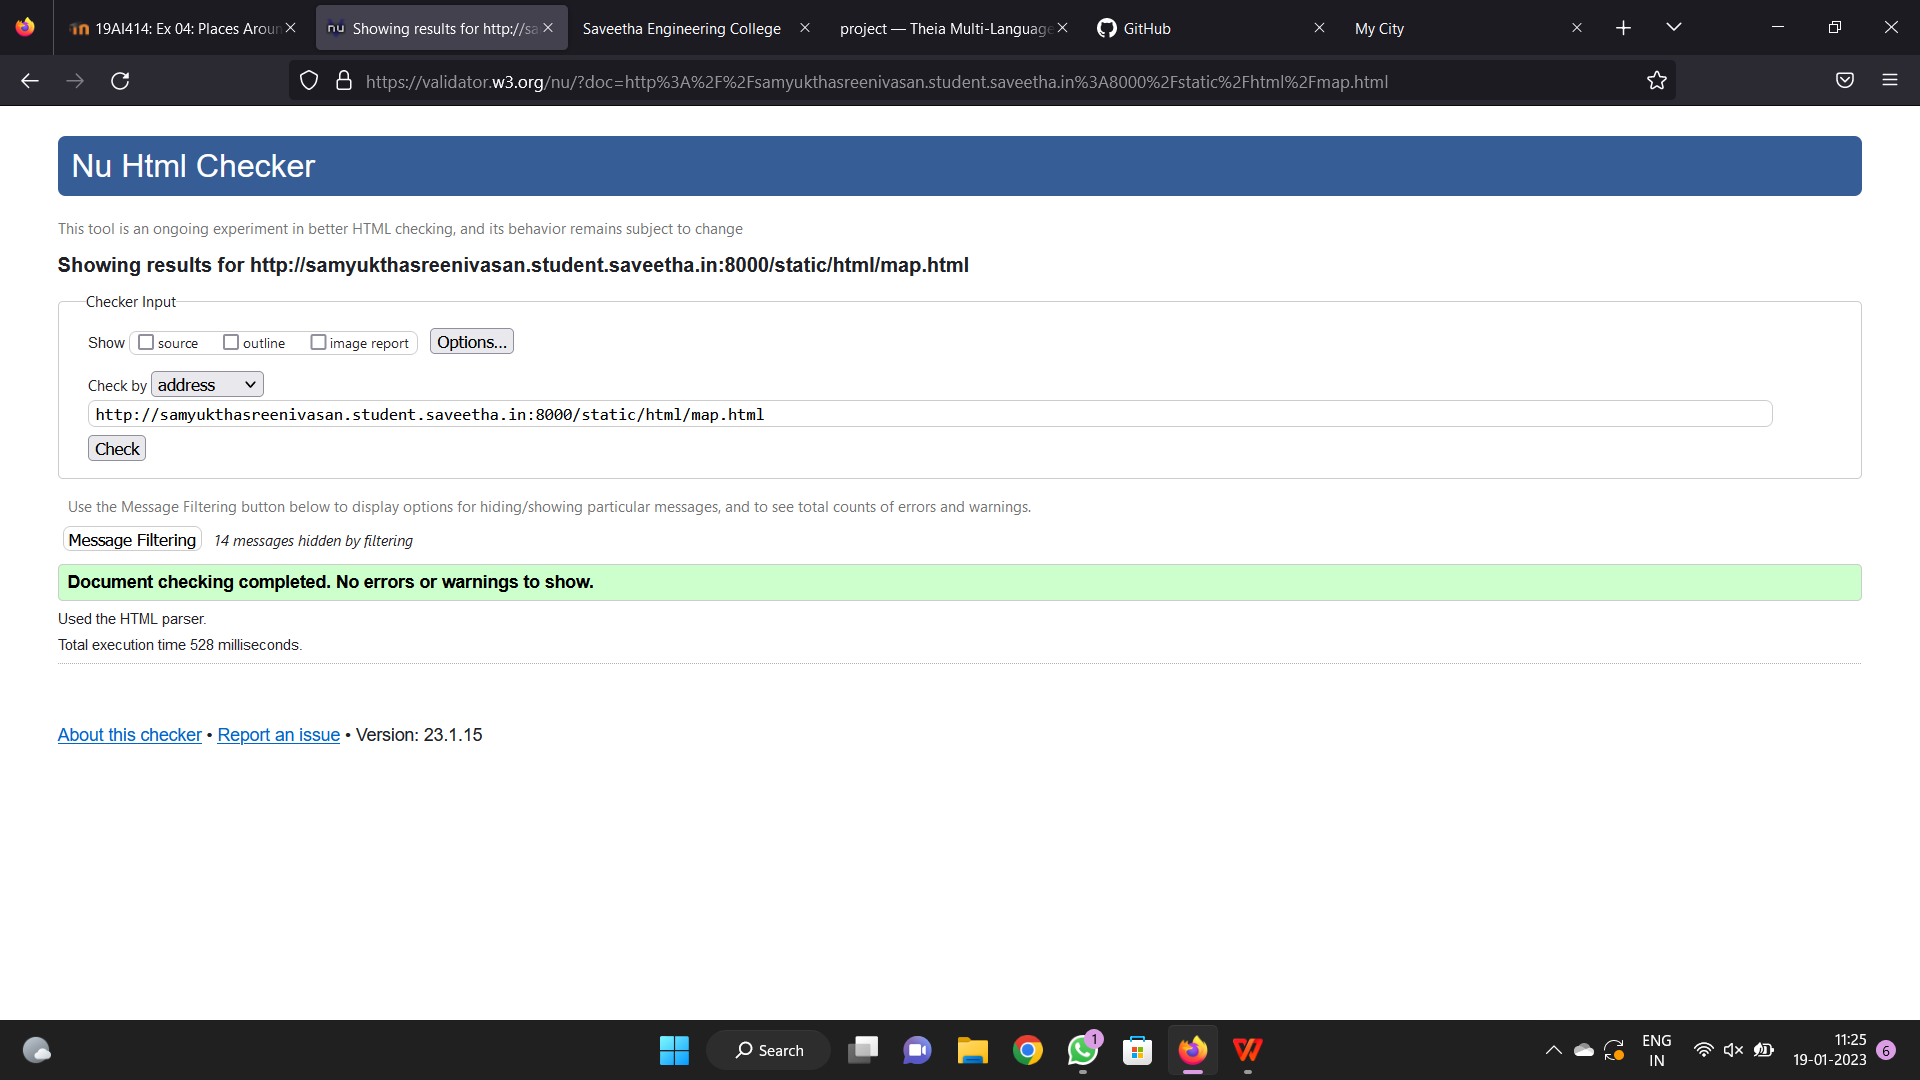 19AI414: Ex 04: Places Aroun
nu Showing results for http://sa
Saveetha Engineering College
project — Theia Multi-Language
GitHub
My City
https://validator.w3.org/nu/?doc=http%3A%2F%2Fsamyukthasreenivasan.student.saveetha.in%3A8000%2Fstatic%2Fhtml%2Fmap.html
Nu Html Checker
This tool is an ongoing experiment in better HTML checking, and its behavior remains subject to change
Showing results for http://samyukthasreenivasan.student.saveetha.in:8000/static/html/map.html
Checker Input
Show source outline image report Options...
Check by address
http://samyukthasreenivasan.student.saveetha.in:8000/static/html/map.html
Check
Use the Message Filtering button below to display options for hiding/showing particular messages, and to see total counts of errors and warnings.
Message Filtering 14 messages hidden by filtering
Document checking completed. No errors or warnings to show.
Used the HTML parser.
Total execution time 528 milliseconds.
About this checker • Report an issue • Version: 23.1.15
Search
1
ENG
IN
11:25
19-01-2023
6